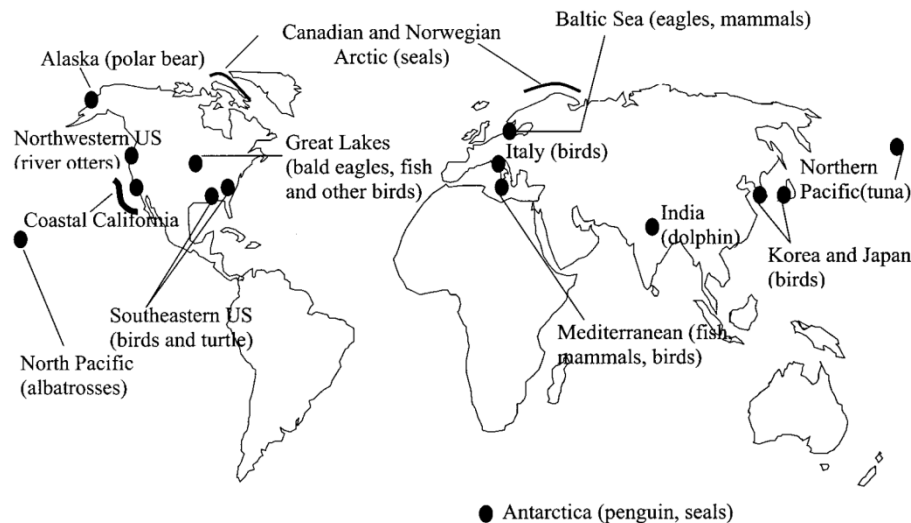 Baltic Sea (eagles, mammals)
Canadian and Norwegian
Arctic (seals)
Alaska (polar bear)
Northwestern US
(river otters)
Great Lakes
(bald eagles, fish
and other birds)
Italy (birds)
Northern
Pacific(tuna)
Coastal California
India
(dolphin)
Korea and Japan
(birds)
Southeastern US
(birds and turtle)
Mediterranean (fish,
mammals, birds)
North Pacific
(albatrosses)
Antarctica (penguin, seals)